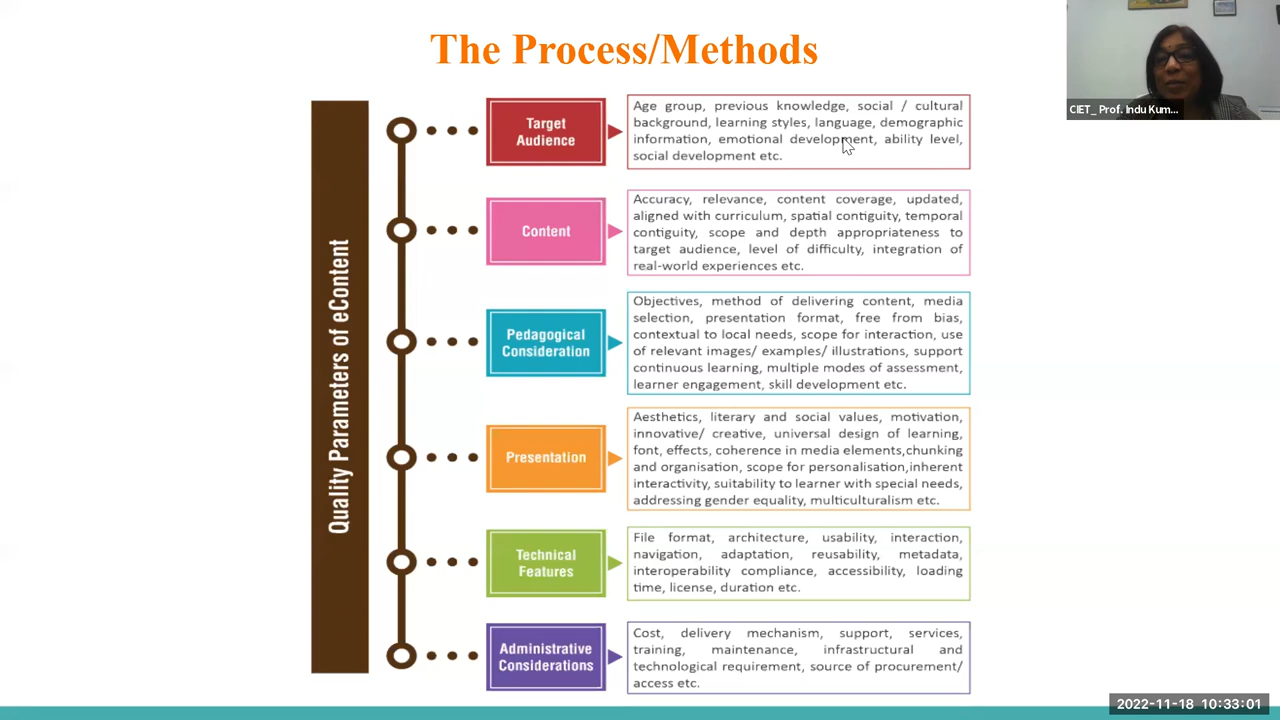 The Process/Methods
CIET_ Prof. Indu Kum...
Quality Parameters of eContent
Target
Audience
Age group, previous knowledge, social / cultural
background, learning styles, language, demographic
information, emotional development, ability level,
social development etc.
Content
Accuracy, relevance, content coverage, updated,
aligned with curriculum, spatial contiguity, temporal
contiguity, scope and depth appropriateness to
target audience, level of difficulty, integration of
real-world experiences etc.
Pedagogical
Consideration
Objectives, method of delivering content, media
selection, presentation format, free from bias,
contextual to local needs, scope for interaction, use
of relevant images/ examples/ illustrations, support
continuous learning, multiple modes of assessment,
learner engagement, skill development etc.
Presentation
Aesthetics, literary and social values, motivation,
innovative/ creative, universal design of learning,
font, effects, coherence in media elements,chunking
and organisation, scope for personalisation,inherent
interactivity, suitability to learner with special needs,
addressing gender equality, multiculturalism etc.
Technical
Features
File format, architecture, usability, interaction,
navigation, adaptation, reusability, metadata,
interoperability compliance, accessibility, loading
time, license, duration etc.
Administrative
Considerations
Cost, delivery mechanism, support, services,
training, maintenance, infrastructural and
technological requirement, source of procurement/
access etc.
2022-11-18 10:33:01